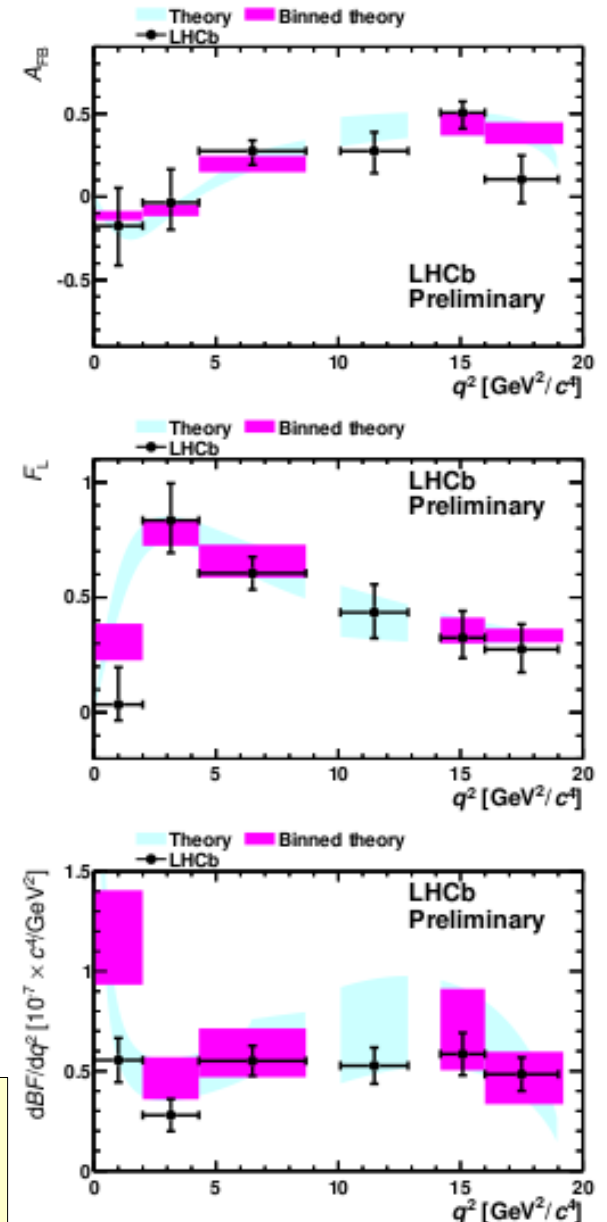 Theory Binned theory
LHCb
A_FB
0.5
0
-0.5
LHCb
Preliminary
0 5 10 15 20
q² [GeV²/c⁴]
Theory Binned theory
LHCb
F_L
1
0.5
0
LHCb
Preliminary
0 5 10 15 20
q² [GeV²/c⁴]
Theory Binned theory
LHCb
dBF/dq² [10⁻⁷ × c⁴/GeV²]
1.5
1
0.5
0
LHCb
Preliminary
0 5 10 15 20
q² [GeV²/c⁴]